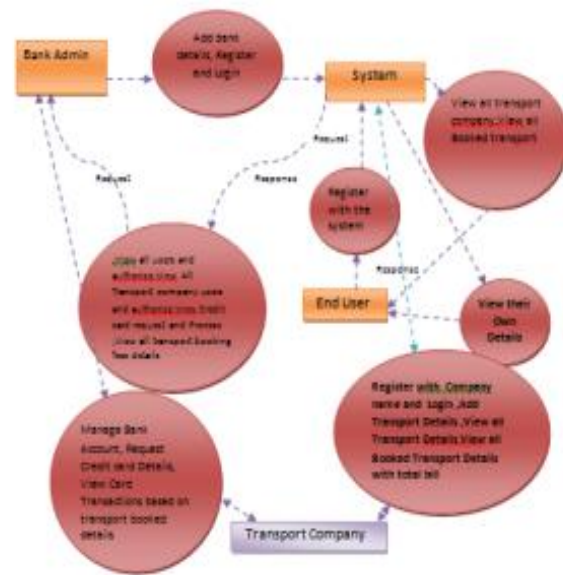 Bank Admin
Add bank
details, Register
and Login
System
View all transport
company, View all
Booked transport
Request
Request
Response
Register
with the
system
all users and
authorize, View All
Transport company users
and authorize, View Credit
card request and Process
,View all transport booking
details
Response
End User
View their
Own
Details
Register with Company
name and Login ,Add
Transport Details ,View all
Transport Details View all
Booked Transport Details
with total bill
Manage Bank
Account, Request
Credit card Details,
View Card
Transactions based on
transport booked
details
Transport Company